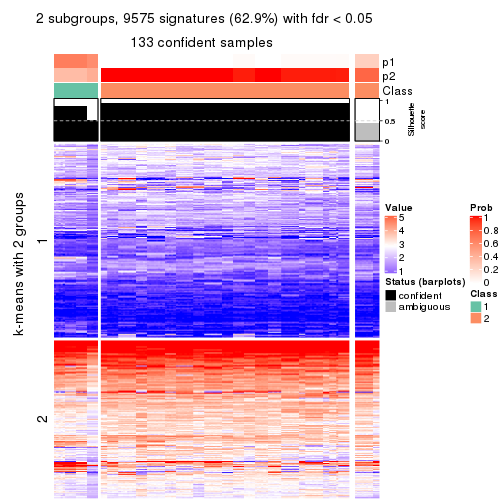 2 subgroups, 9575 signatures (62.9%) with fdr < 0.05
133 confident samples
p1
p2
Class
1
0.5
0
Silhouette
score
k-means with 2 groups
1
2
Value
5
4
3
2
1
Status (barplots)
confident
ambiguous
Prob
1
0.8
0.6
0.4
0.2
0
Class
1
2